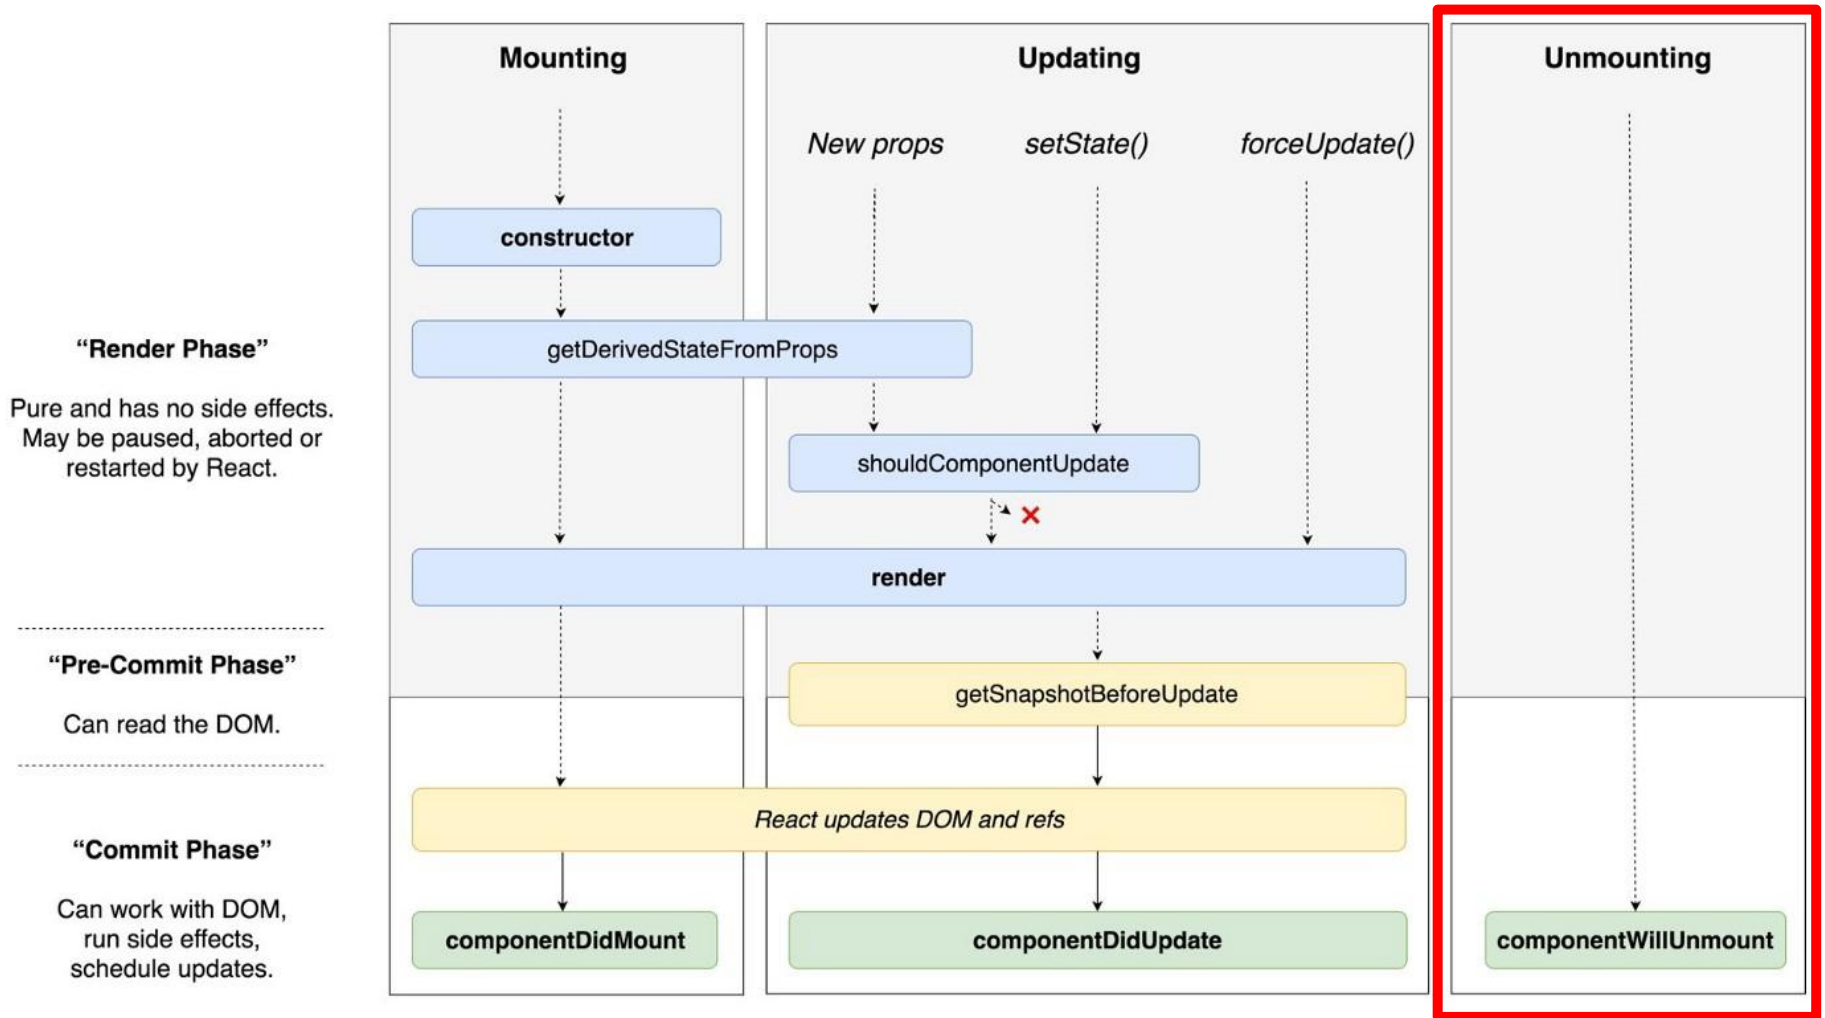 Mounting
Updating
Unmounting
New props
setState()
forceUpdate()
constructor
“Render Phase”
getDerivedStateFromProps
Pure and has no side effects.
May be paused, aborted or
restarted by React.
shouldComponentUpdate
render
“Pre-Commit Phase”
getSnapshotBeforeUpdate
Can read the DOM.
React updates DOM and refs
“Commit Phase”
Can work with DOM,
run side effects,
schedule updates.
componentDidMount
componentDidUpdate
componentWillUnmount